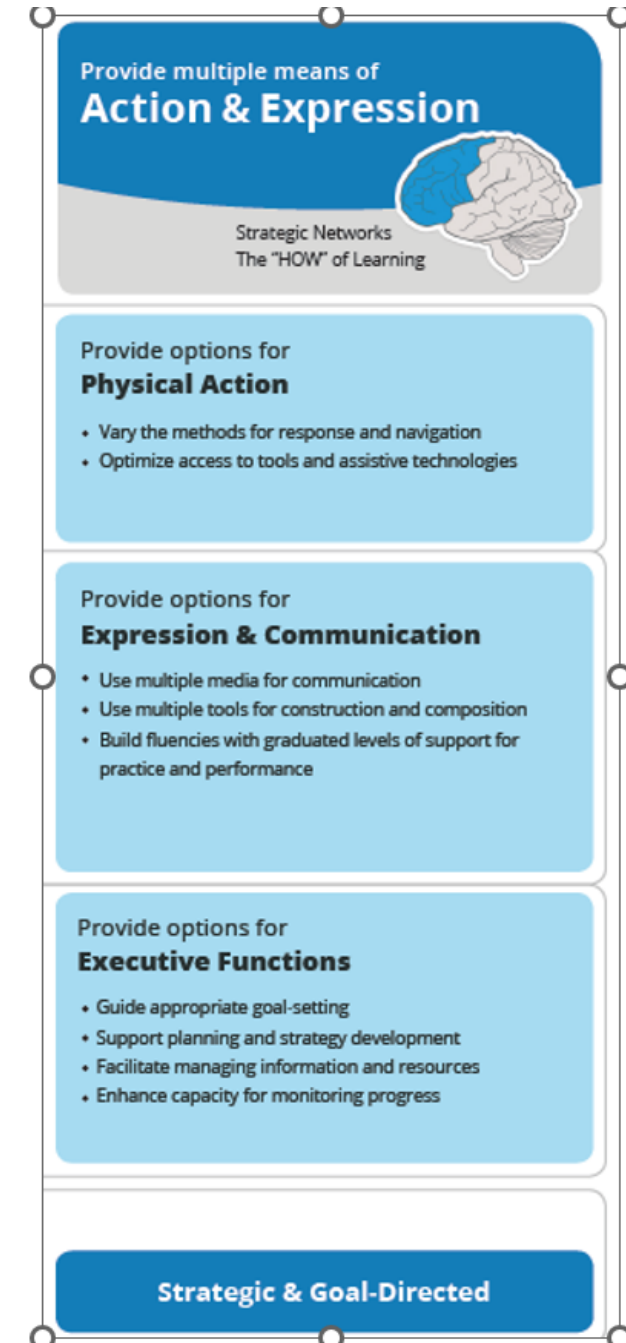 Provide multiple means of
Action & Expression
Strategic Networks
The “HOW” of Learning
Provide options for
Physical Action
• Vary the methods for response and navigation
• Optimize access to tools and assistive technologies
Provide options for
Expression & Communication
• Use multiple media for communication
• Use multiple tools for construction and composition
• Build fluencies with graduated levels of support for
practice and performance
Provide options for
Executive Functions
• Guide appropriate goal-setting
• Support planning and strategy development
• Facilitate managing information and resources
• Enhance capacity for monitoring progress
Strategic & Goal-Directed